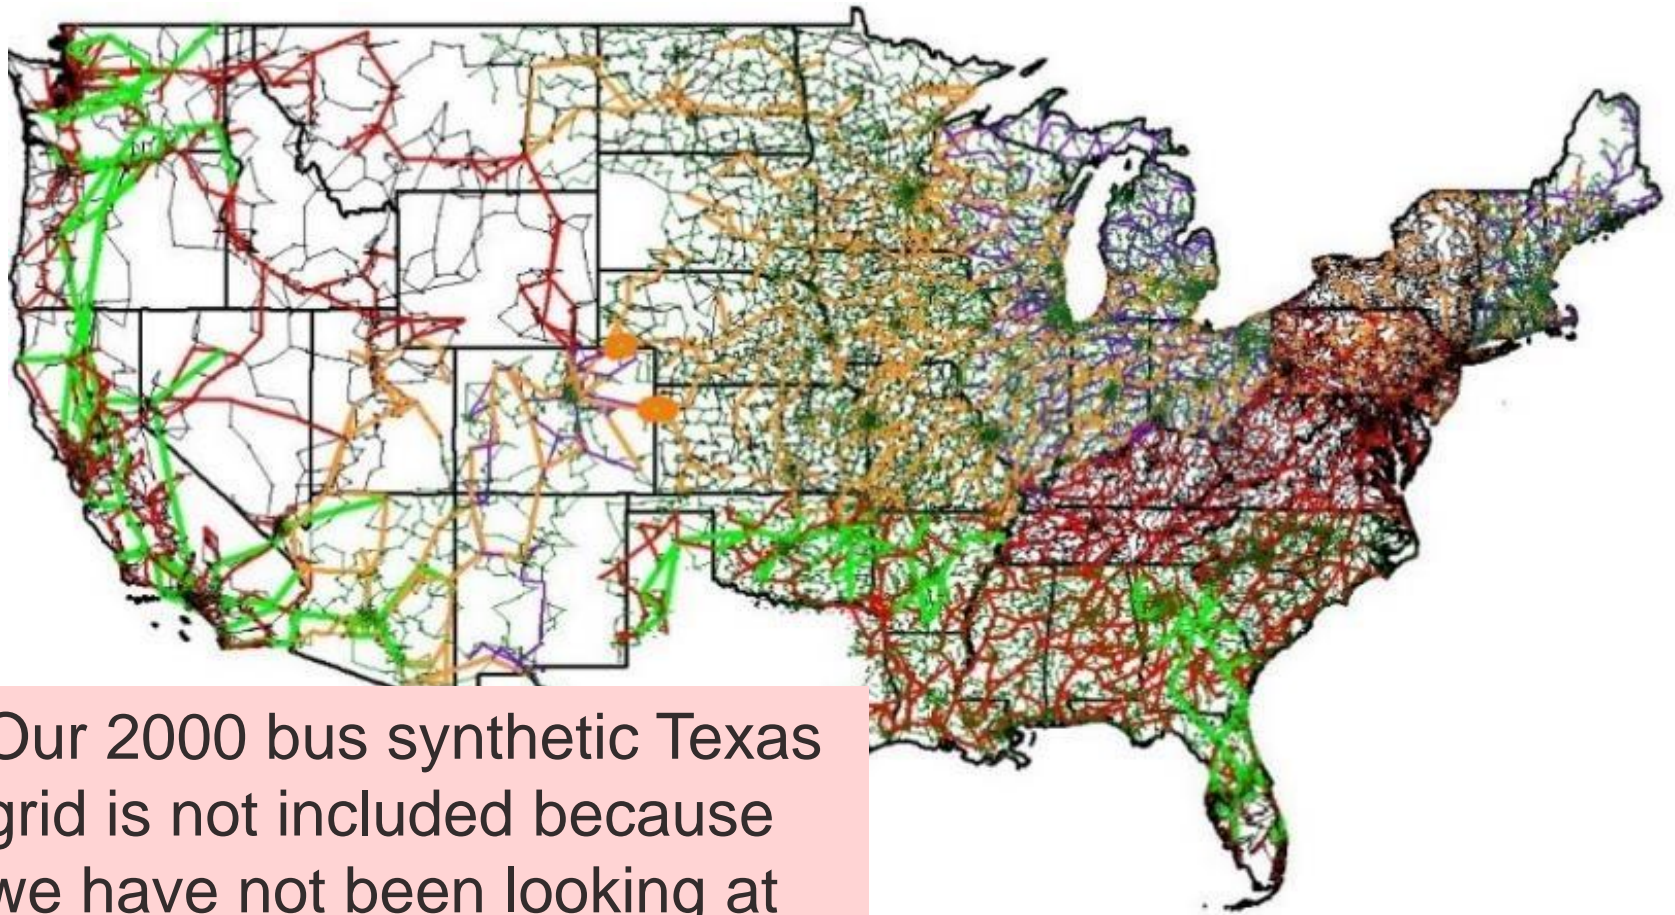 Our 2000 bus synthetic Texas
grid is not included because
we have not been looking at